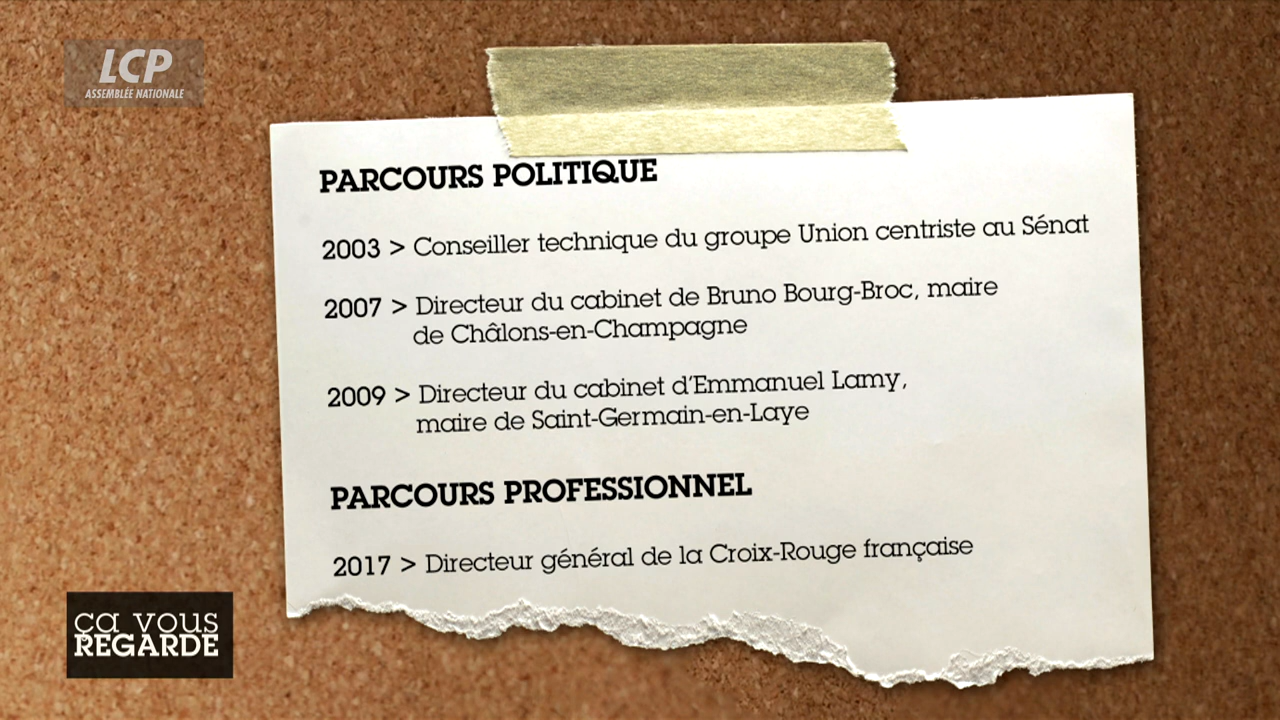 LCP
ASSEMBLÉE NATIONALE
PARCOURS POLITIQUE
2003 > Conseiller technique du groupe Union centriste au Sénat
2007 > Directeur du cabinet de Bruno Bourg-Broc, maire
de Châlons-en-Champagne
2009 > Directeur du cabinet d'Emmanuel Lamy,
maire de Saint-Germain-en-Laye
PARCOURS PROFESSIONNEL
2017 > Directeur général de la Croix-Rouge française
ça vous
REGARDE